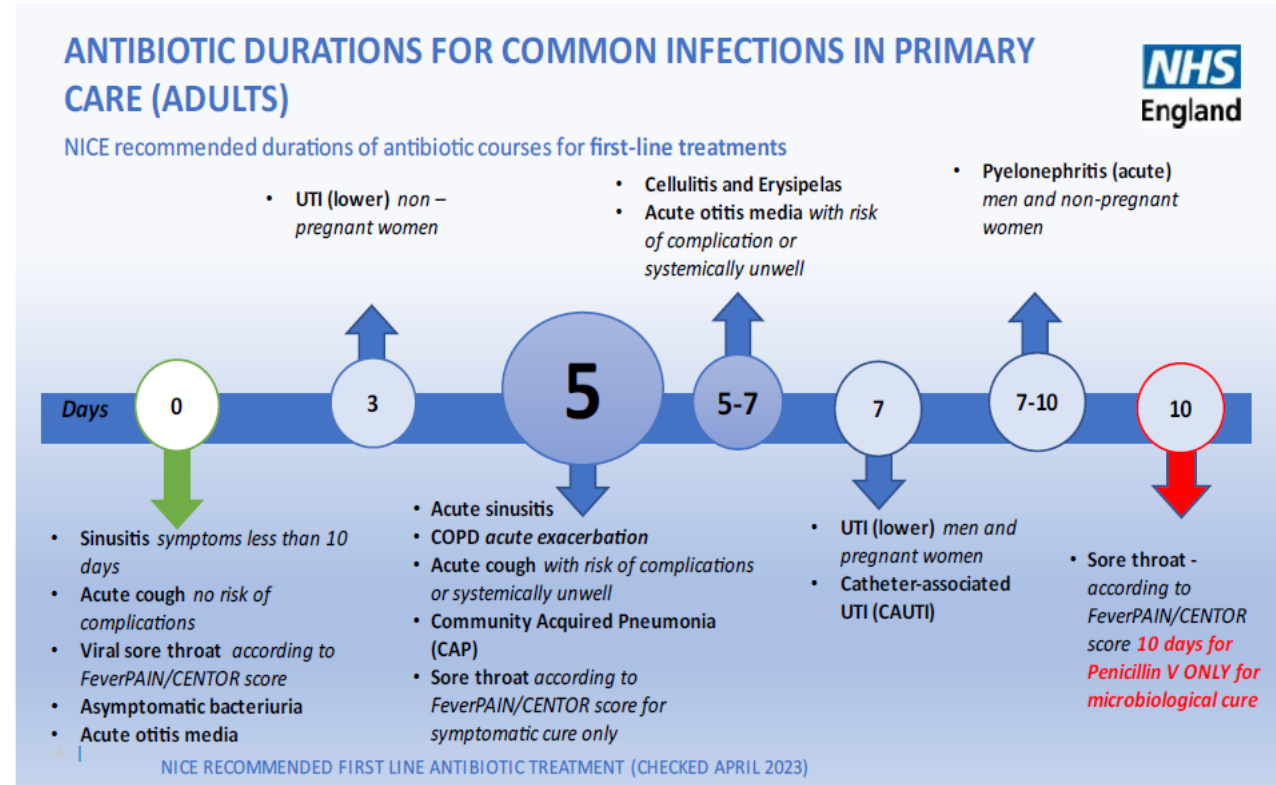 ANTIBIOTIC DURATIONS FOR COMMON INFECTIONS IN PRIMARY
CARE (ADULTS)
NHS
England
NICE recommended durations of antibiotic courses for first-line treatments
• UTI (lower) non –
pregnant women
• Cellulitis and Erysipelas
• Acute otitis media with risk
of complication or
systemically unwell
• Pyelonephritis (acute)
men and non-pregnant
women
Days
0
3
5
5-7
7
7-10
10
• Sinusitis symptoms less than 10
days
• Acute cough no risk of
complications
• Viral sore throat according to
FeverPAIN/CENTOR score
• Asymptomatic bacteriuria
• Acute otitis media
• Acute sinusitis
• COPD acute exacerbation
• Acute cough with risk of complications
or systemically unwell
• Community Acquired Pneumonia
(CAP)
• Sore throat according to
FeverPAIN/CENTOR score for
symptomatic cure only
• UTI (lower) men and
pregnant women
• Catheter-associated
UTI (CAUTI)
• Sore throat -
according to
FeverPAIN/CENTOR
score 10 days for
Penicillin V ONLY for
microbiological cure
4 |
NICE RECOMMENDED FIRST LINE ANTIBIOTIC TREATMENT (CHECKED APRIL 2023)